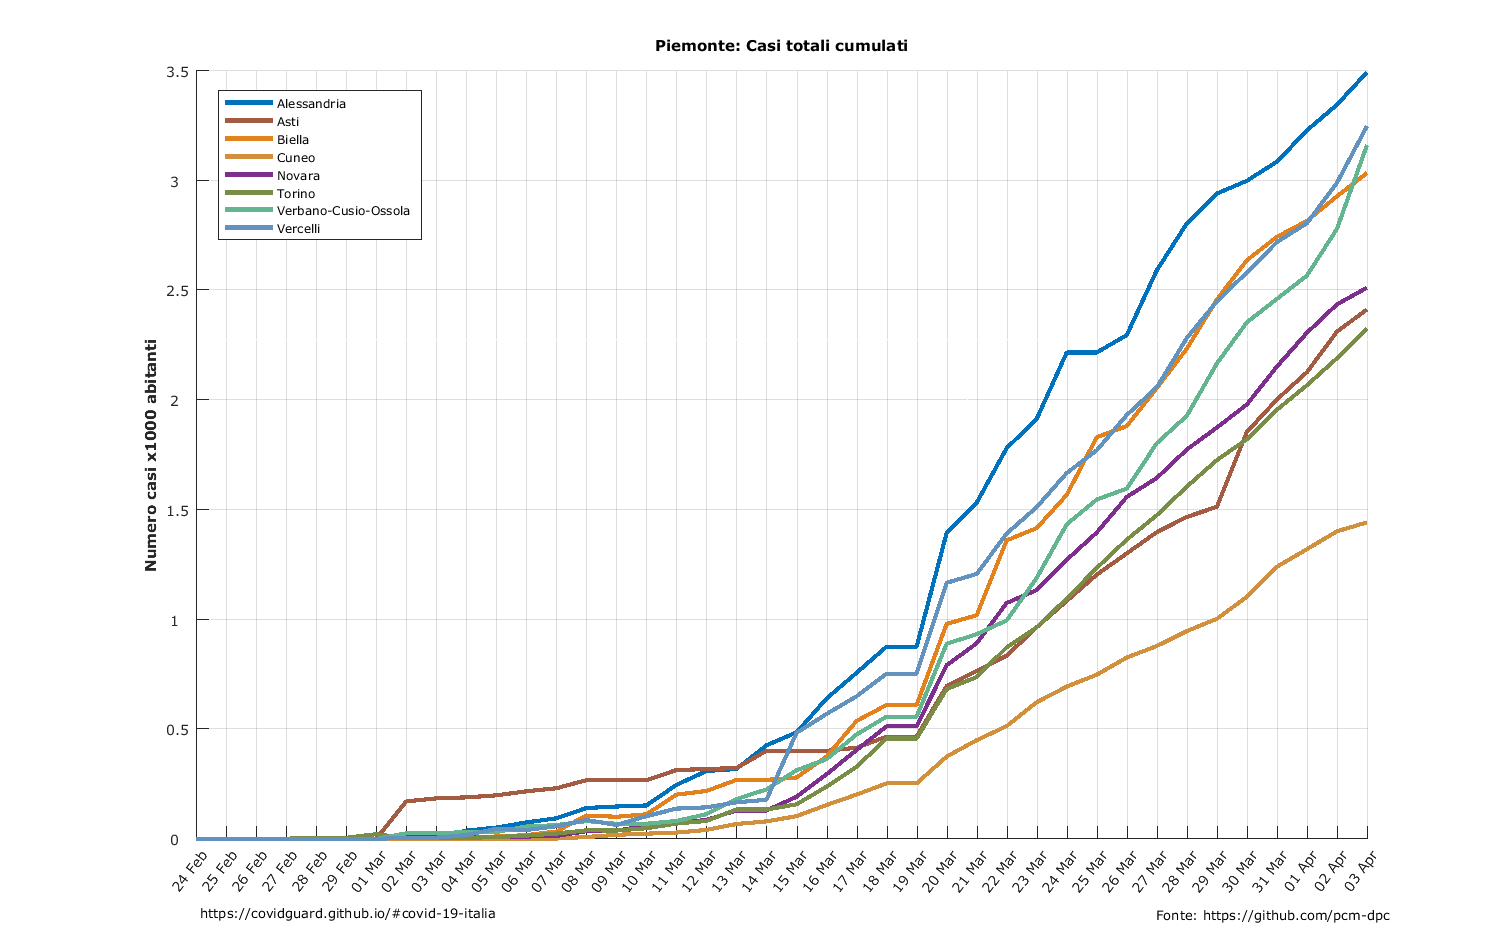 Piemonte: Casi totali cumulati
Numero casi x1000 abitanti
3.5
3
2.5
2
1.5
1
0.5
0
Alessandria
Asti
Biella
Cuneo
Novara
Torino
Verbano-Cusio-Ossola
Vercelli
24 Feb
25 Feb
26 Feb
27 Feb
28 Feb
29 Feb
01 Mar
02 Mar
03 Mar
04 Mar
05 Mar
06 Mar
07 Mar
08 Mar
09 Mar
10 Mar
11 Mar
12 Mar
13 Mar
14 Mar
15 Mar
16 Mar
17 Mar
18 Mar
19 Mar
20 Mar
21 Mar
22 Mar
23 Mar
24 Mar
25 Mar
26 Mar
27 Mar
28 Mar
29 Mar
30 Mar
31 Mar
01 Apr
02 Apr
03 Apr
https://covidguard.github.io/#covid-19-italia
Fonte: https://github.com/pcm-dpc